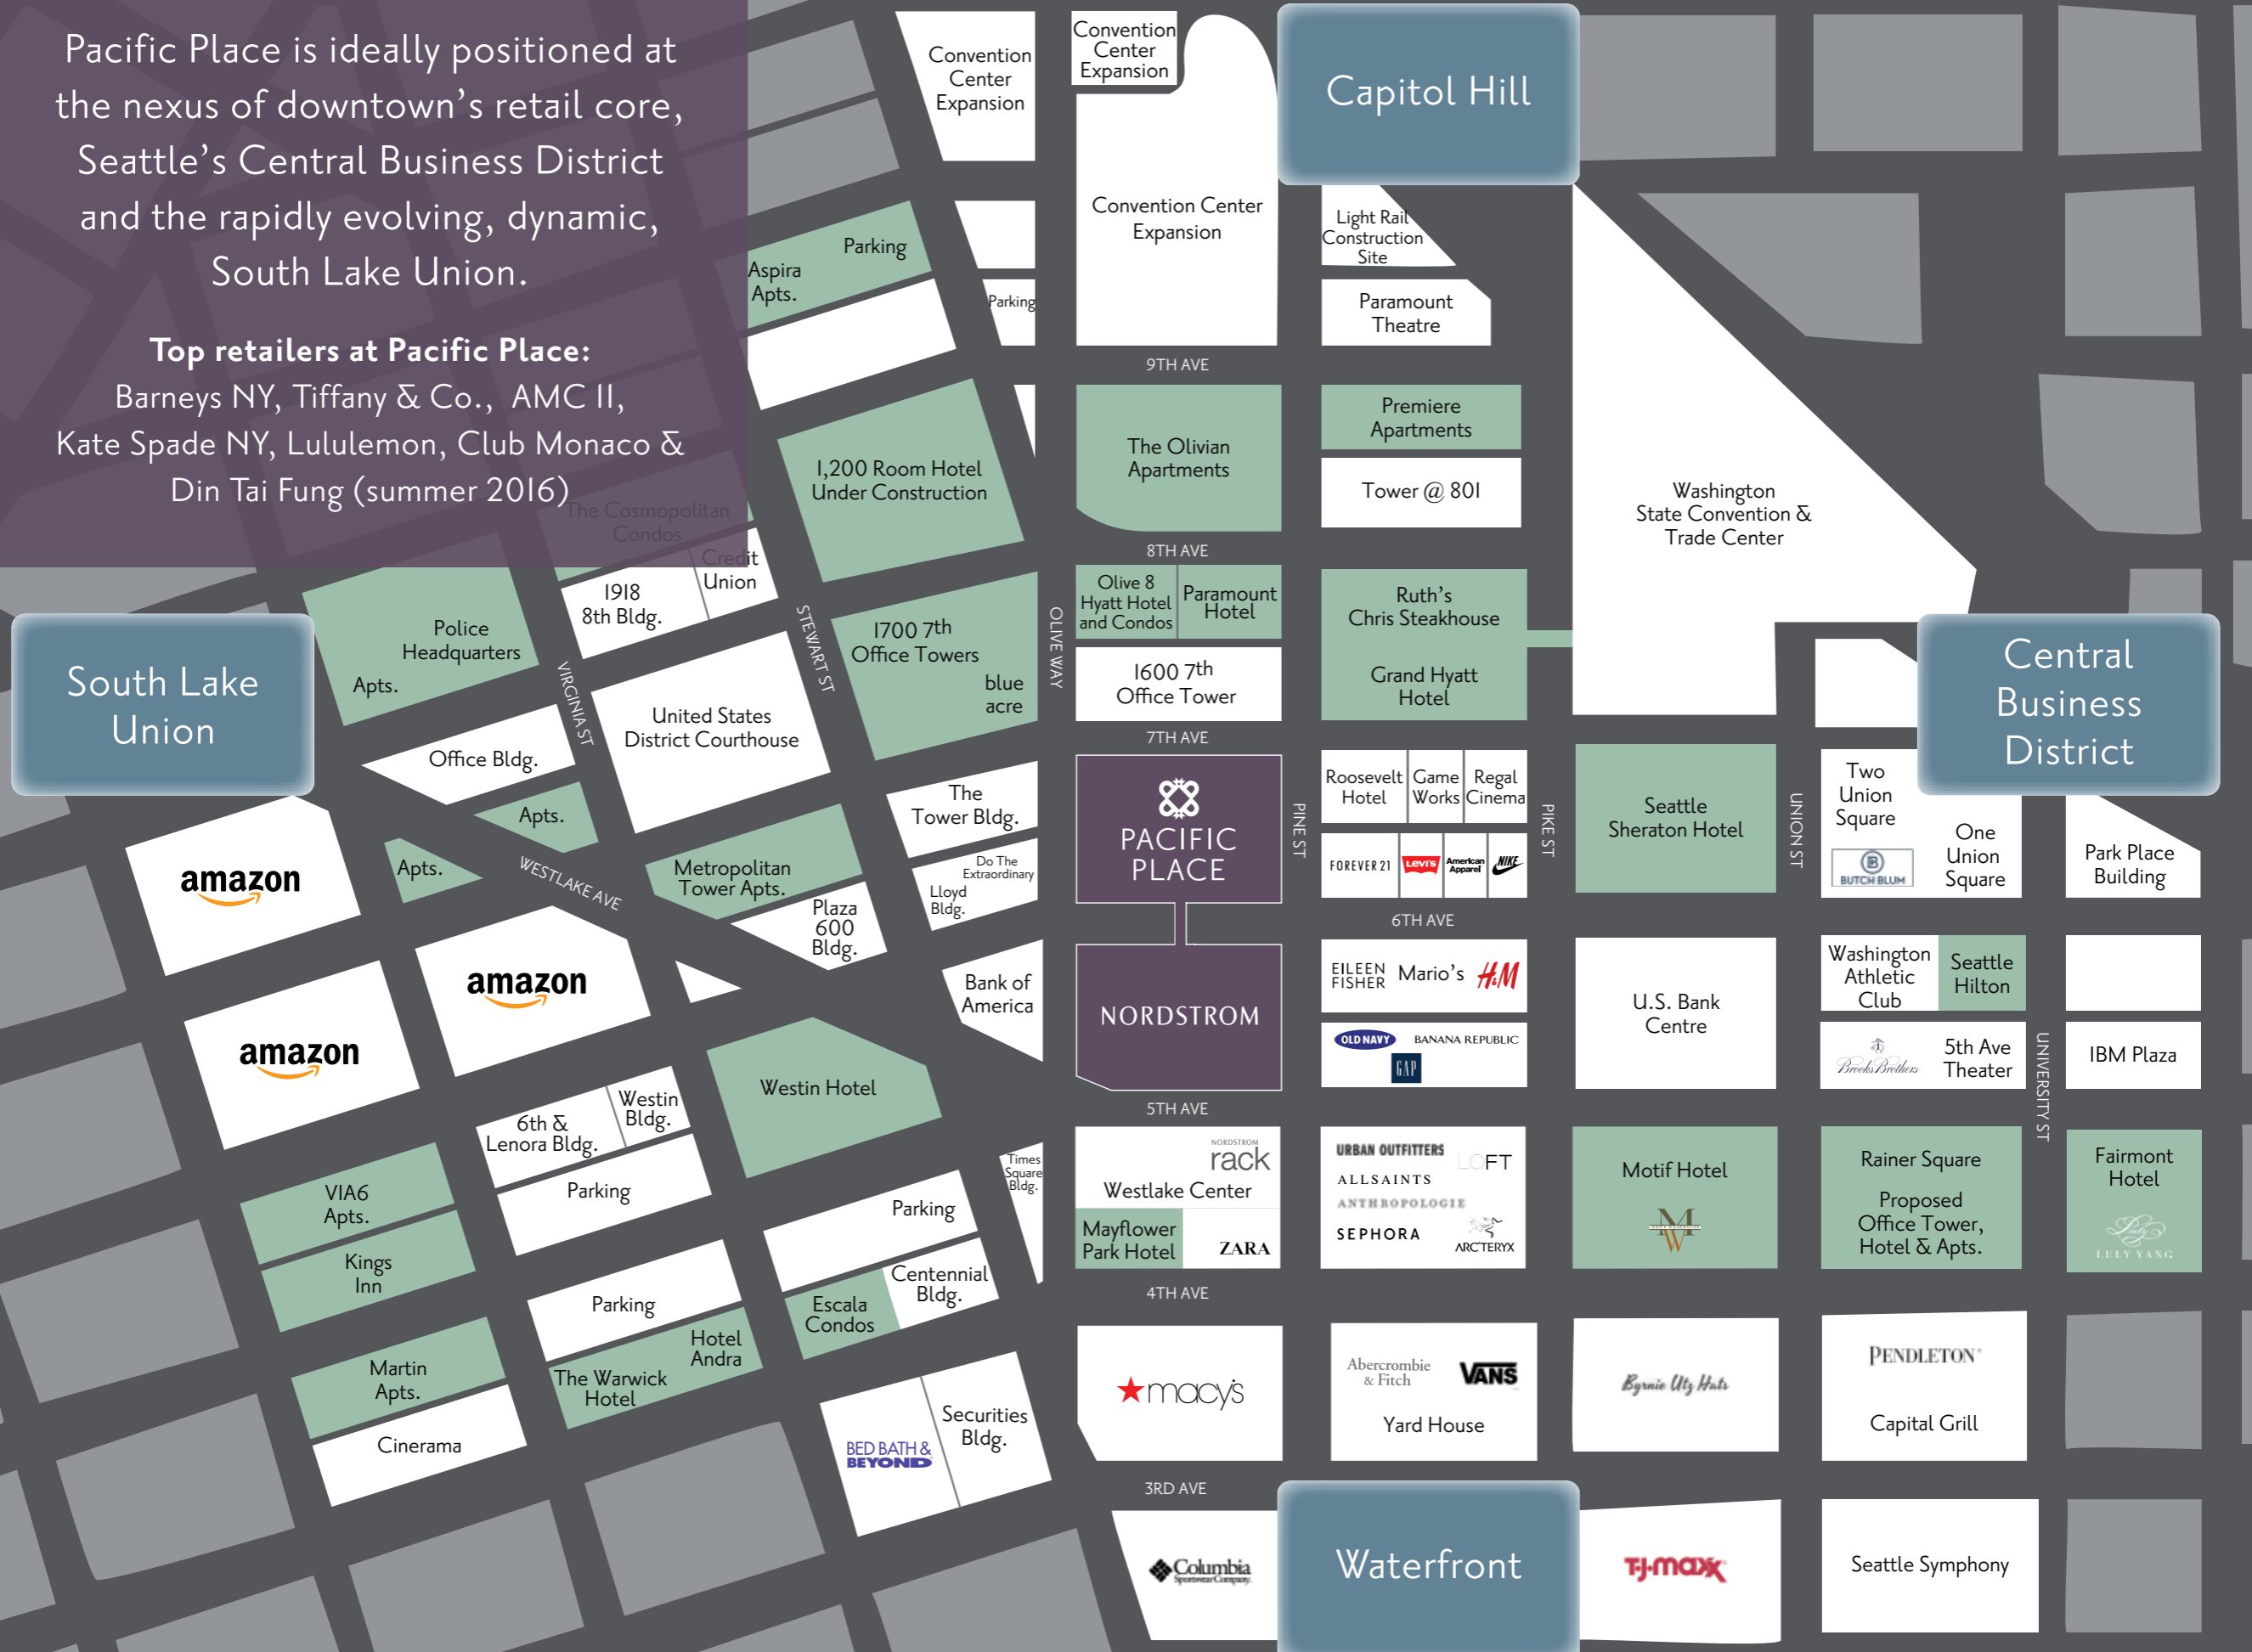 Pacific Place is ideally positioned at
the nexus of downtown's retail core,
Seattle's Central Business District
and the rapidly evolving, dynamic,
South Lake Union.
Top retailers at Pacific Place:
Barneys NY, Tiffany & Co., AMC 11,
Kate Spade NY, Lululemon, Club Monaco &
Din Tai Fung (summer 2016)
The Cosmopolitan
Condos
Credit
Union
1918
8th Bldg.
Convention
Center
Expansion
Convention
Center
Expansion
Convention Center
Expansion
Capitol Hill
Light Rail
Construction
Site
Paramount
Theatre
Parking
Aspira
Apts.
Parking
9TH AVE
1,200 Room Hotel
Under Construction
The Olivian
Apartments
Premiere
Apartments
Tower @ 801
Washington
State Convention &
Trade Center
8TH AVE
Olive 8
Hyatt Hotel
and Condos
Paramount
Hotel
Ruth's
Chris Steakhouse
Grand Hyatt
Hotel
1600 7th
Office Tower
7TH AVE
South Lake
Union
Police
Headquarters
Apts.
VIRGINIA ST
STEWART ST
OLIVE WAY
1700 7th
Office Towers
blue
acre
United States
District Courthouse
Office Bldg.
Apts.
Apts.
WESTLAKE AVE
Metropolitan
Tower Apts.
Plaza
600
Bldg.
The
Tower Bldg.
Do The
Extraordinary
Lloyd
Bldg.
Bank of
America
PACIFIC
PLACE
NORDSTROM
PINE ST
Roosevelt
Hotel
Game
Works
Regal
Cinema
FOREVER 21
LEVI'S
American
Apparel
NIKE
PIKE ST
6TH AVE
Seattle
Sheraton Hotel
UNION ST
Central
Business
District
Two
Union
Square
BUTCH BLUM
One
Union
Square
Park Place
Building
EILEEN
FISHER
Mario's
H&M
OLD NAVY
BANANA REPUBLIC
GAP
U.S. Bank
Centre
Washington
Athletic
Club
Seattle
Hilton
Brooks Brothers
5th Ave
Theater
UNIVERSITY ST
IBM Plaza
amazon
amazon
amazon
Westin Hotel
6th &
Lenora Bldg.
Westin
Bldg.
Parking
VIA6
Apts.
Kings
Inn
Parking
Parking
Times
Square
Bldg.
Escala
Condos
Centennial
Bldg.
Hotel
Andra
The Warwick
Hotel
Martin
Apts.
Cinerama
BED BATH &
BEYOND
Securities
Bldg.
5TH AVE
NORDSTROM
rack
Westlake Center
Mayflower
Park Hotel
ZARA
URBAN OUTFITTERS
LOFT
ALLSAINTS
ANTHROPOLOGIE
SEPHORA
ARC'TERYX
Motif Hotel
Rainer Square
Proposed
Office Tower,
Hotel & Apts.
Fairmont
Hotel
LULY YANG
4TH AVE
macy's
Abercrombie
& Fitch
VANS
Yard House
Byrnie Utz Hats
PENDLETON
Capital Grill
3RD AVE
Columbia
Sportswear Company
Waterfront
T.J.maxx
Seattle Symphony